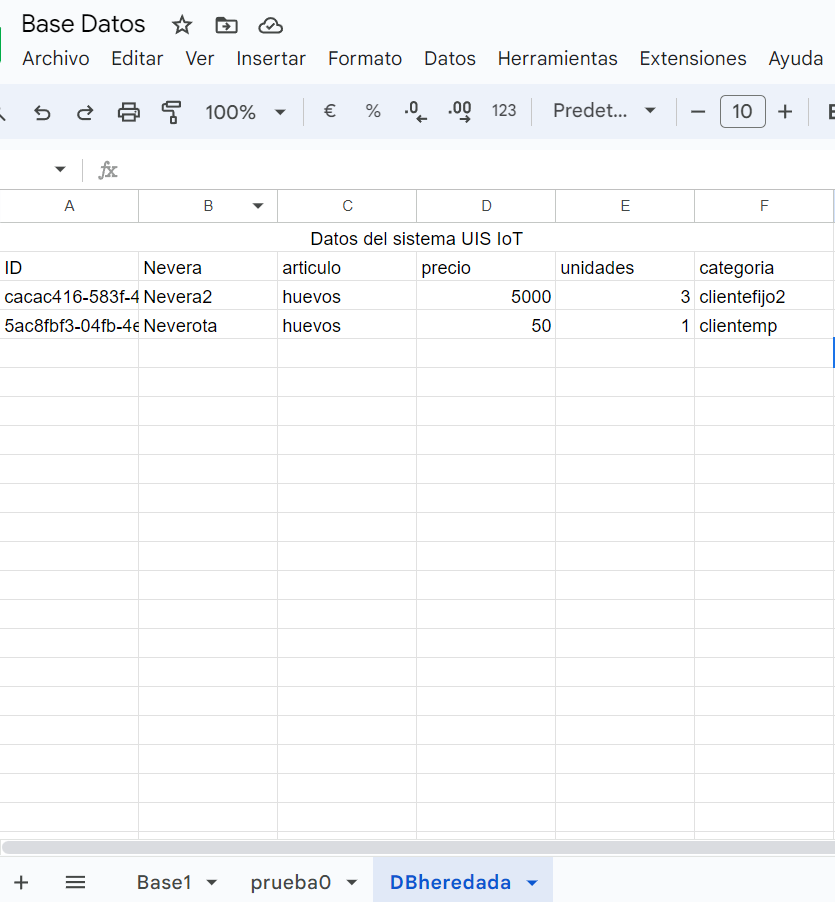 Base Datos
Archivo Editar Ver Insertar Formato Datos Herramientas Extensiones Ayuda
100% € % .0 .00 123 Predet... − 10 +
fx
A B C D E F
Datos del sistema UIS IoT
ID Nevera articulo precio unidades categoria
cacac416-583f-4 Nevera2 huevos 5000 3 clientefijo2
5ac8fbf3-04fb-4e Neverota huevos 50 1 clientemp
+ Base1 prueba0 DBheredada